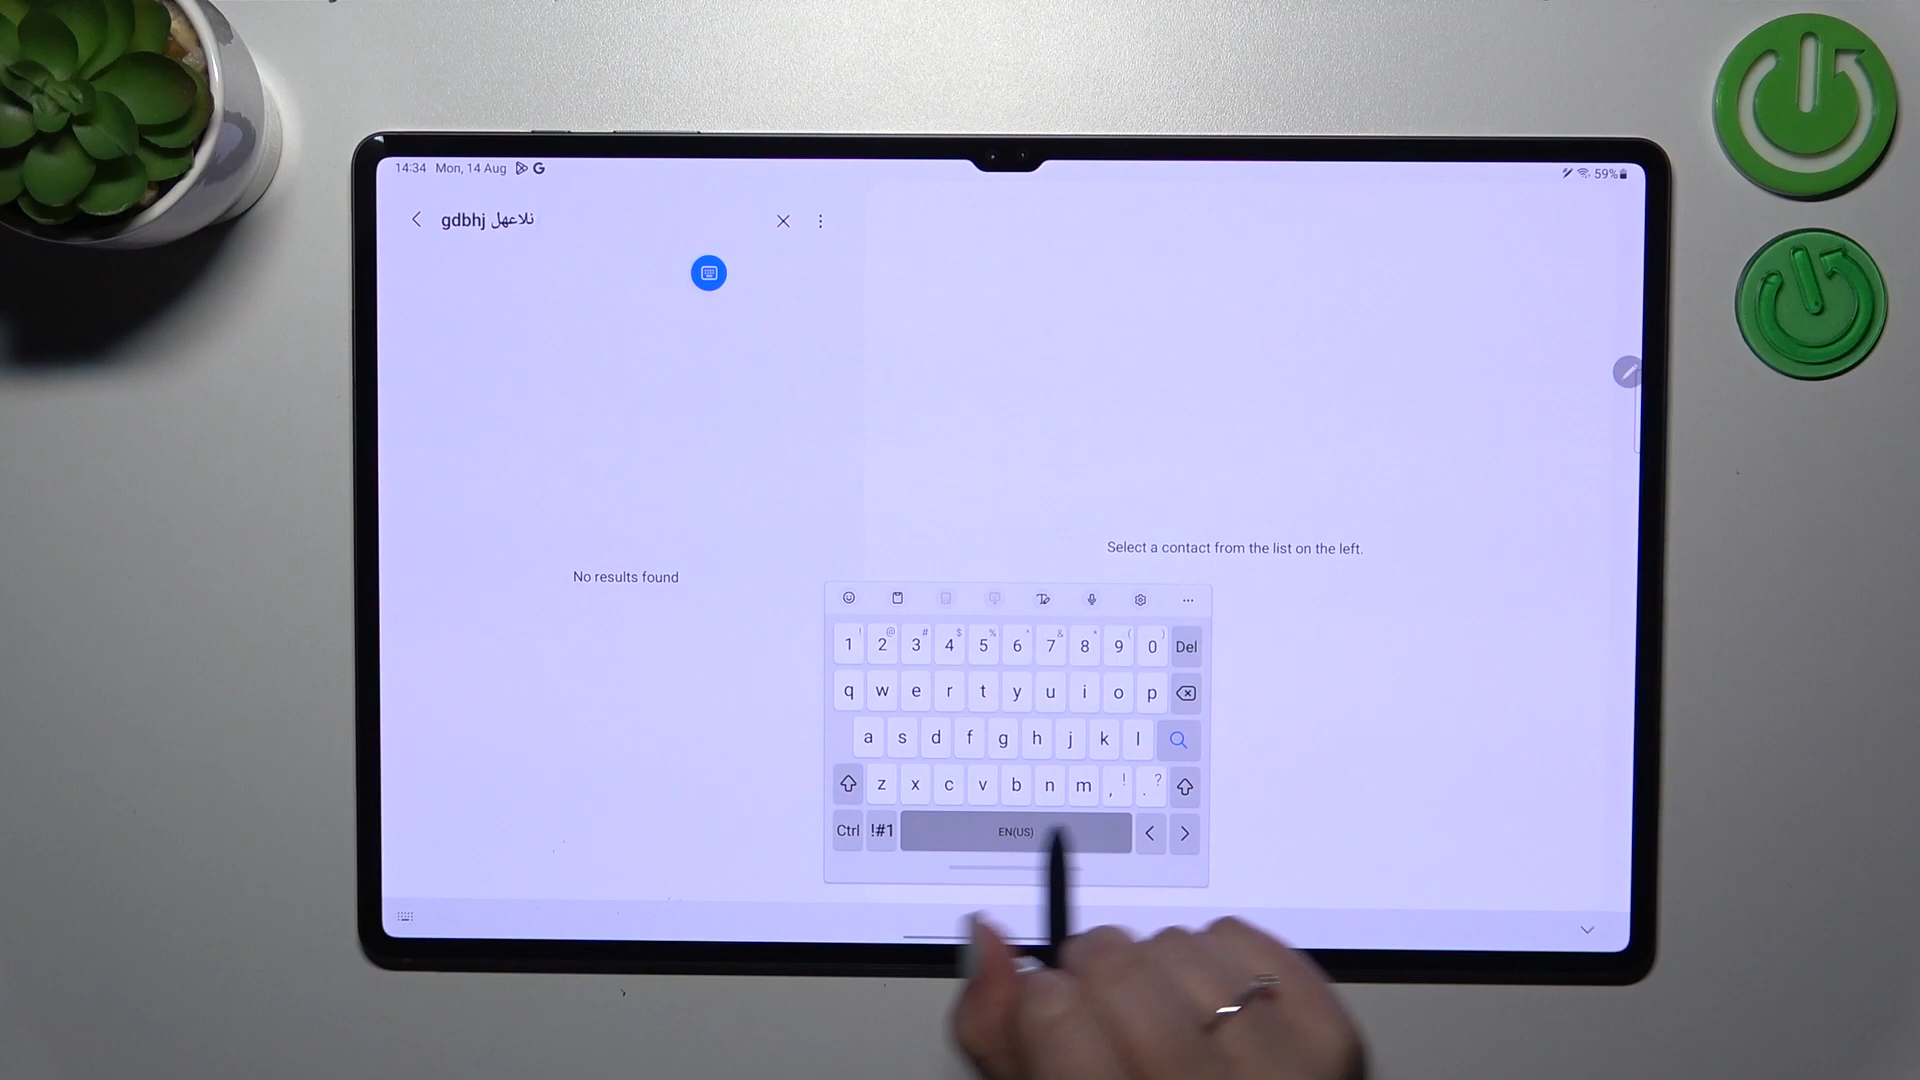 14:34 Mon, 14 Aug G 59%
gdbhj نلاعهل
Select a contact from the list on the left.
No results found
! @ # $ % ^ & * ( )
1 2 3 4 5 6 7 8 9 0 Del
q w e r t y u i o p
a s d f g h j k l
z x c v b n m , ! . ?
Ctrl !#1 EN(US) < >